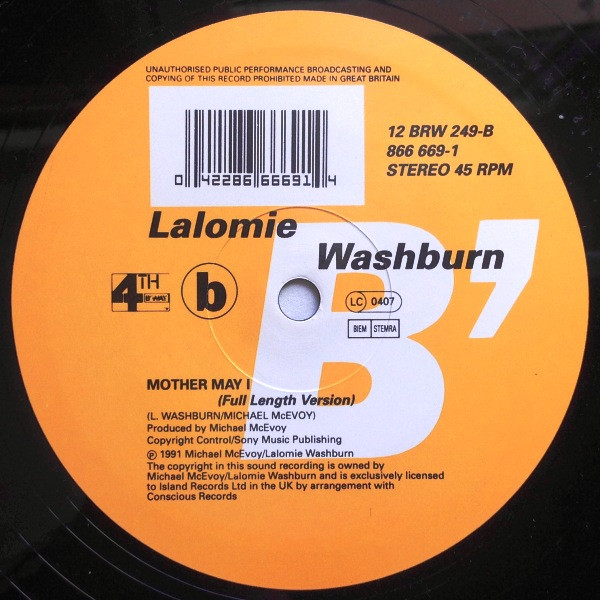 UNAUTHORISED PUBLIC PERFORMANCE BROADCASTING AND
COPYING OF THIS RECORD PROHIBITED MADE IN GREAT BRITAIN
12 BRW 249-B
866 669-1
STEREO 45 RPM
0 42286 66691 4
Lalomie
Washburn
B'
4TH
B'WAY
b
LC 0407
BIEM STEMRA
MOTHER MAY I
(Full Length Version)
(L. WASHBURN/MICHAEL McEVOY)
Produced by Michael McEvoy
Copyright Control/Sony Music Publishing
℗ 1991 Michael McEvoy/Lalomie Washburn
The copyright in this sound recording is owned by
Michael McEvoy/Lalomie Washburn and is exclusively licensed
to Island Records Ltd in the UK by arrangement with
Conscious Records